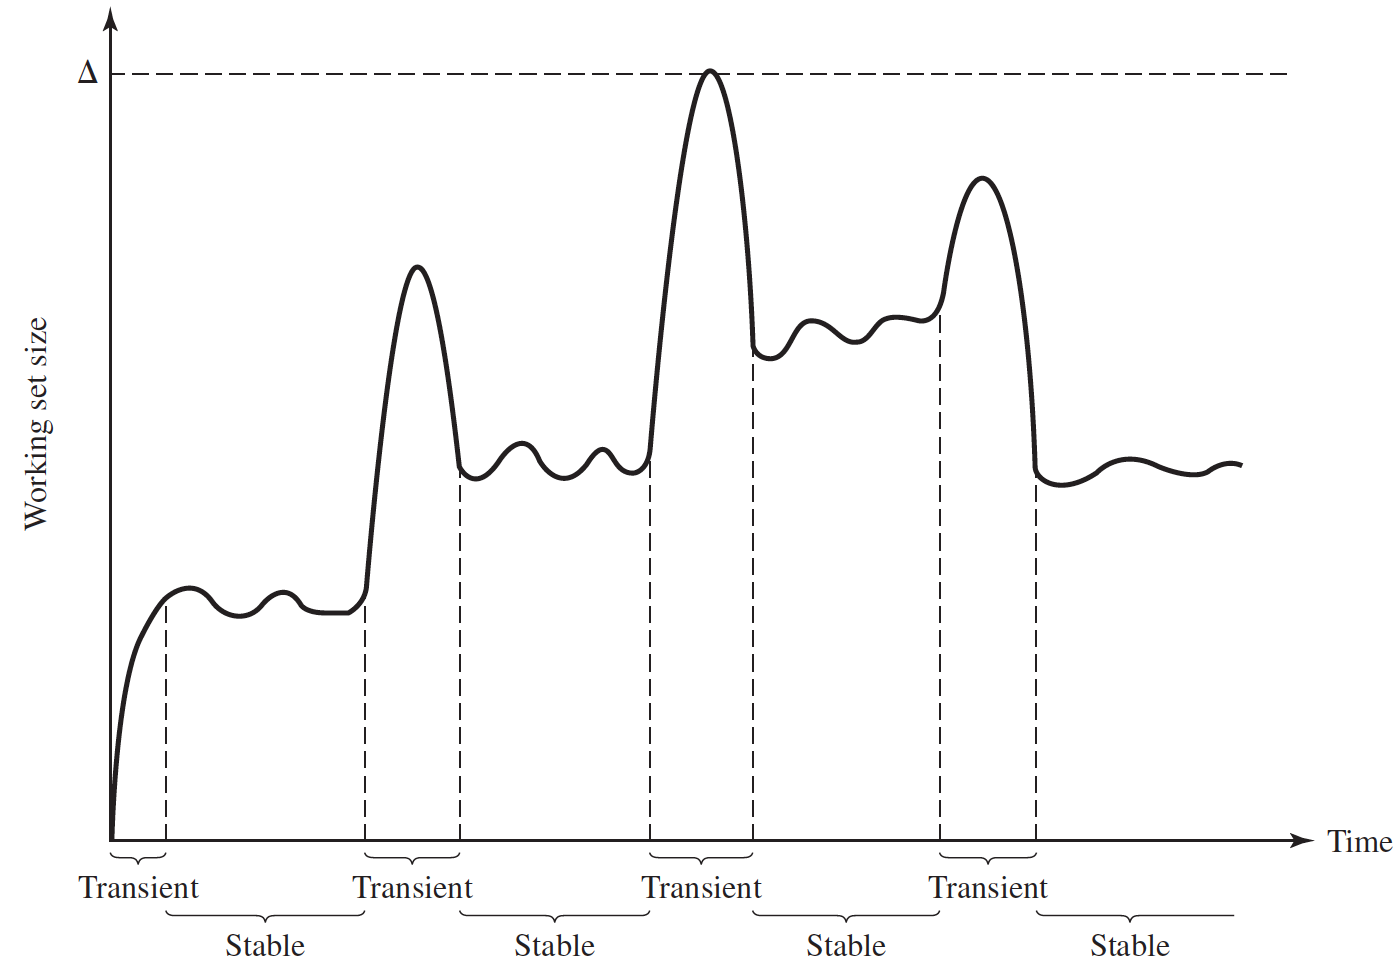 Δ
Working set size
Time
Transient
Transient
Transient
Transient
Stable
Stable
Stable
Stable